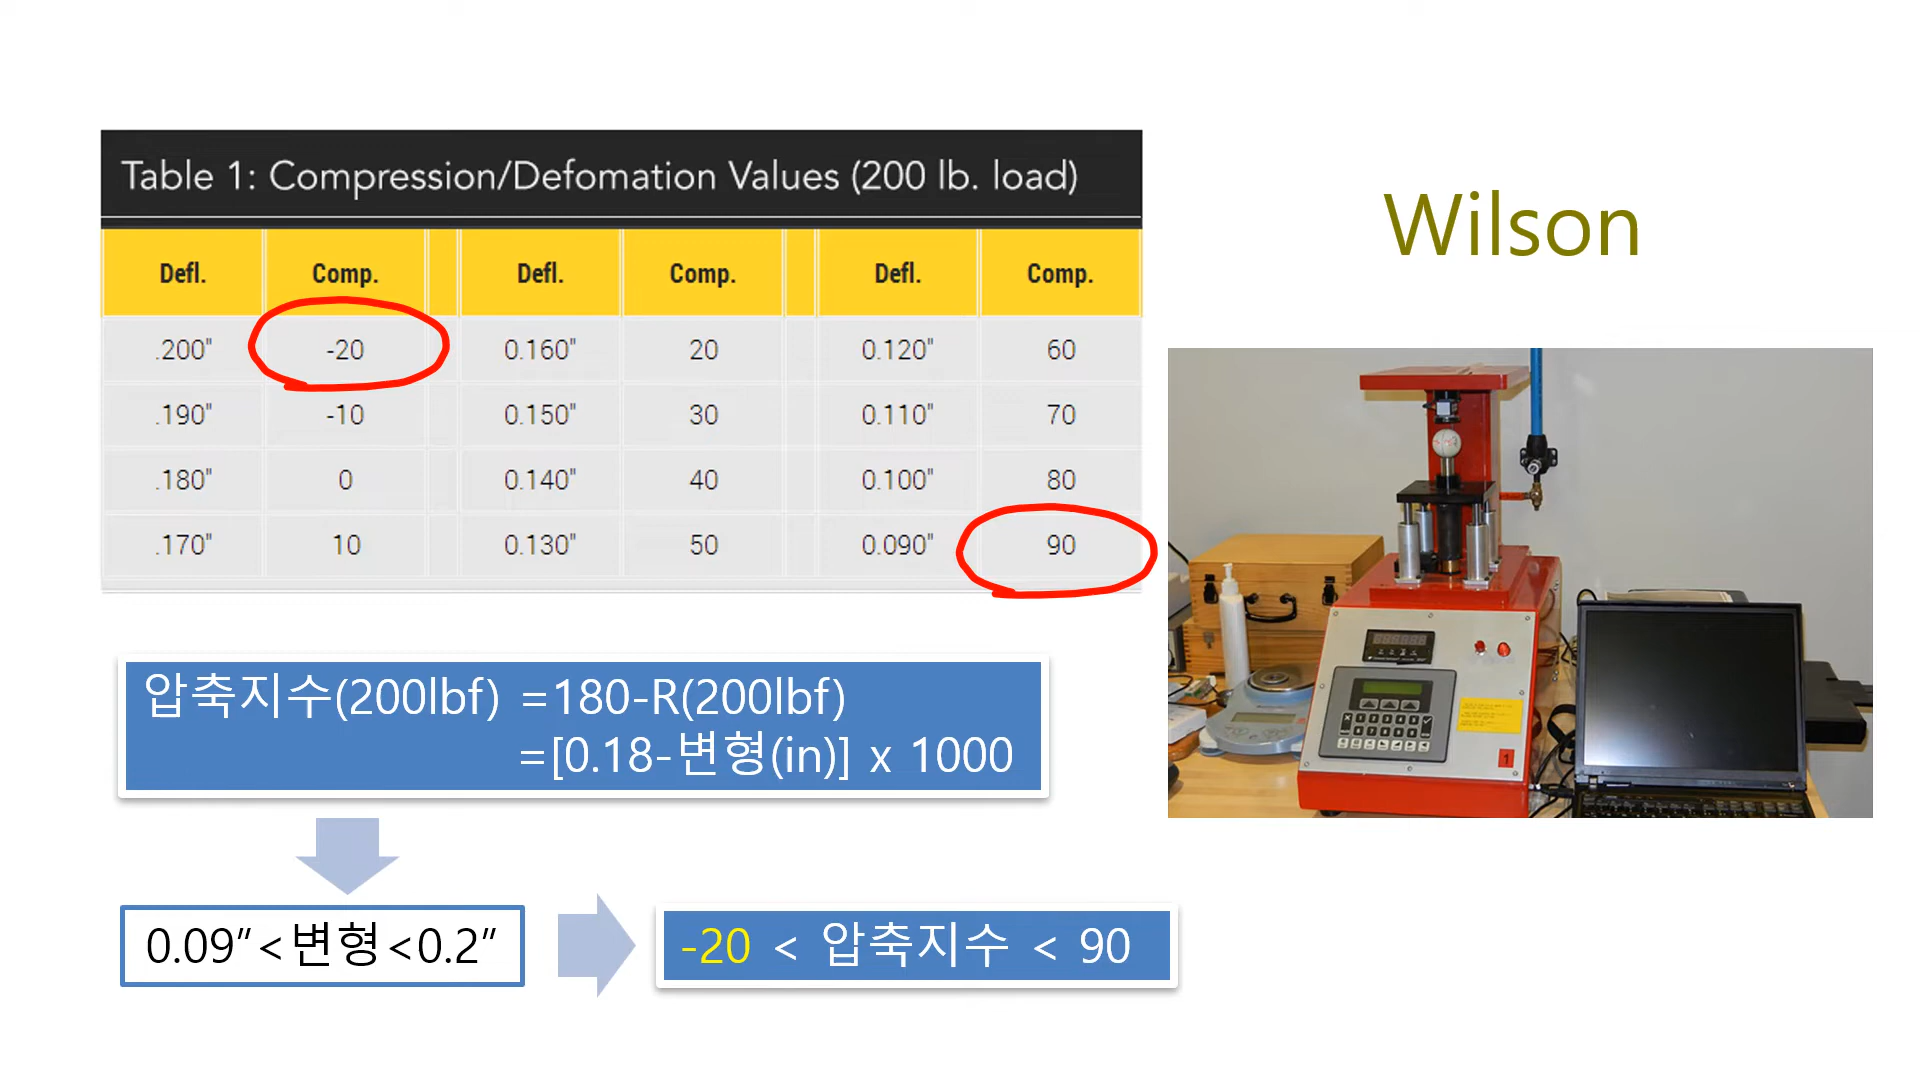 Table 1: Compression/Defomation Values (200 lb. load)
Wilson
Defl. Comp. Defl. Comp. Defl. Comp.
.200" -20 0.160" 20 0.120" 60
.190" -10 0.150" 30 0.110" 70
.180" 0 0.140" 40 0.100" 80
.170" 10 0.130" 50 0.090" 90
압축지수(200lbf) =180-R(200lbf)
=[0.18-변형(in)] x 1000
0.09″<변형<0.2″
-20 < 압축지수 < 90
1